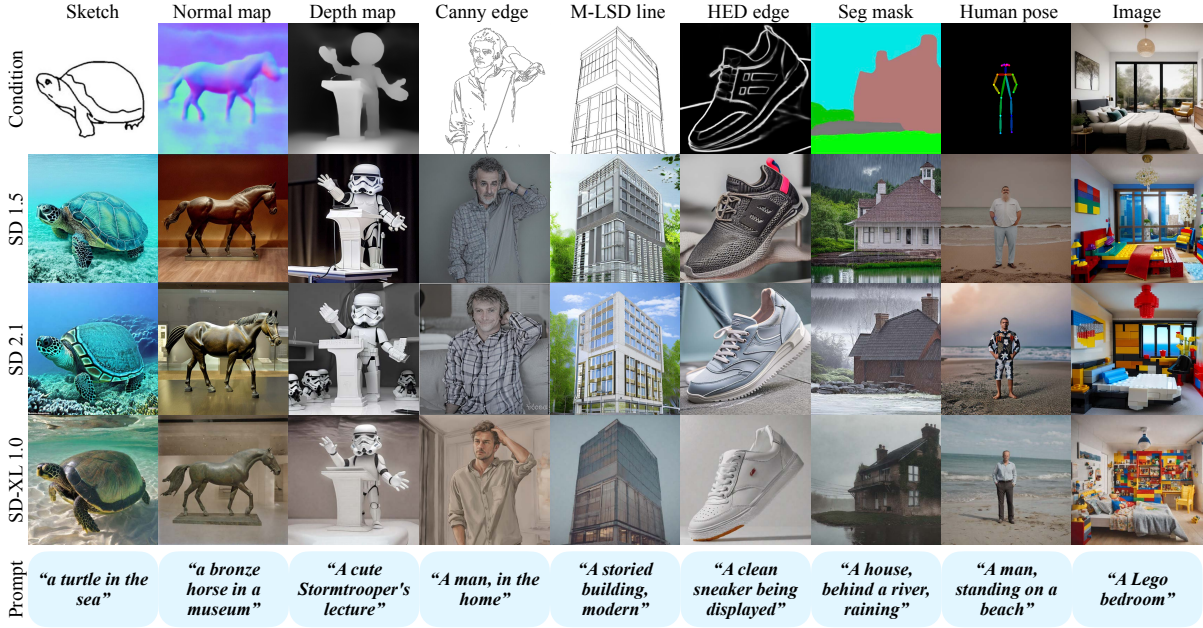 Sketch Normal map Depth map Canny edge M-LSD line HED edge Seg mask Human pose Image
Condition
SD 1.5
SD 2.1
SD-XL 1.0
Prompt
“a turtle in the
sea”
“a bronze
horse in a
museum”
“A cute
Stormtrooper's
lecture”
“A man, in the
home”
“A storied
building,
modern”
“A clean
sneaker being
displayed”
“A house,
behind a river,
raining”
“A man,
standing on a
beach”
“A Lego
bedroom”